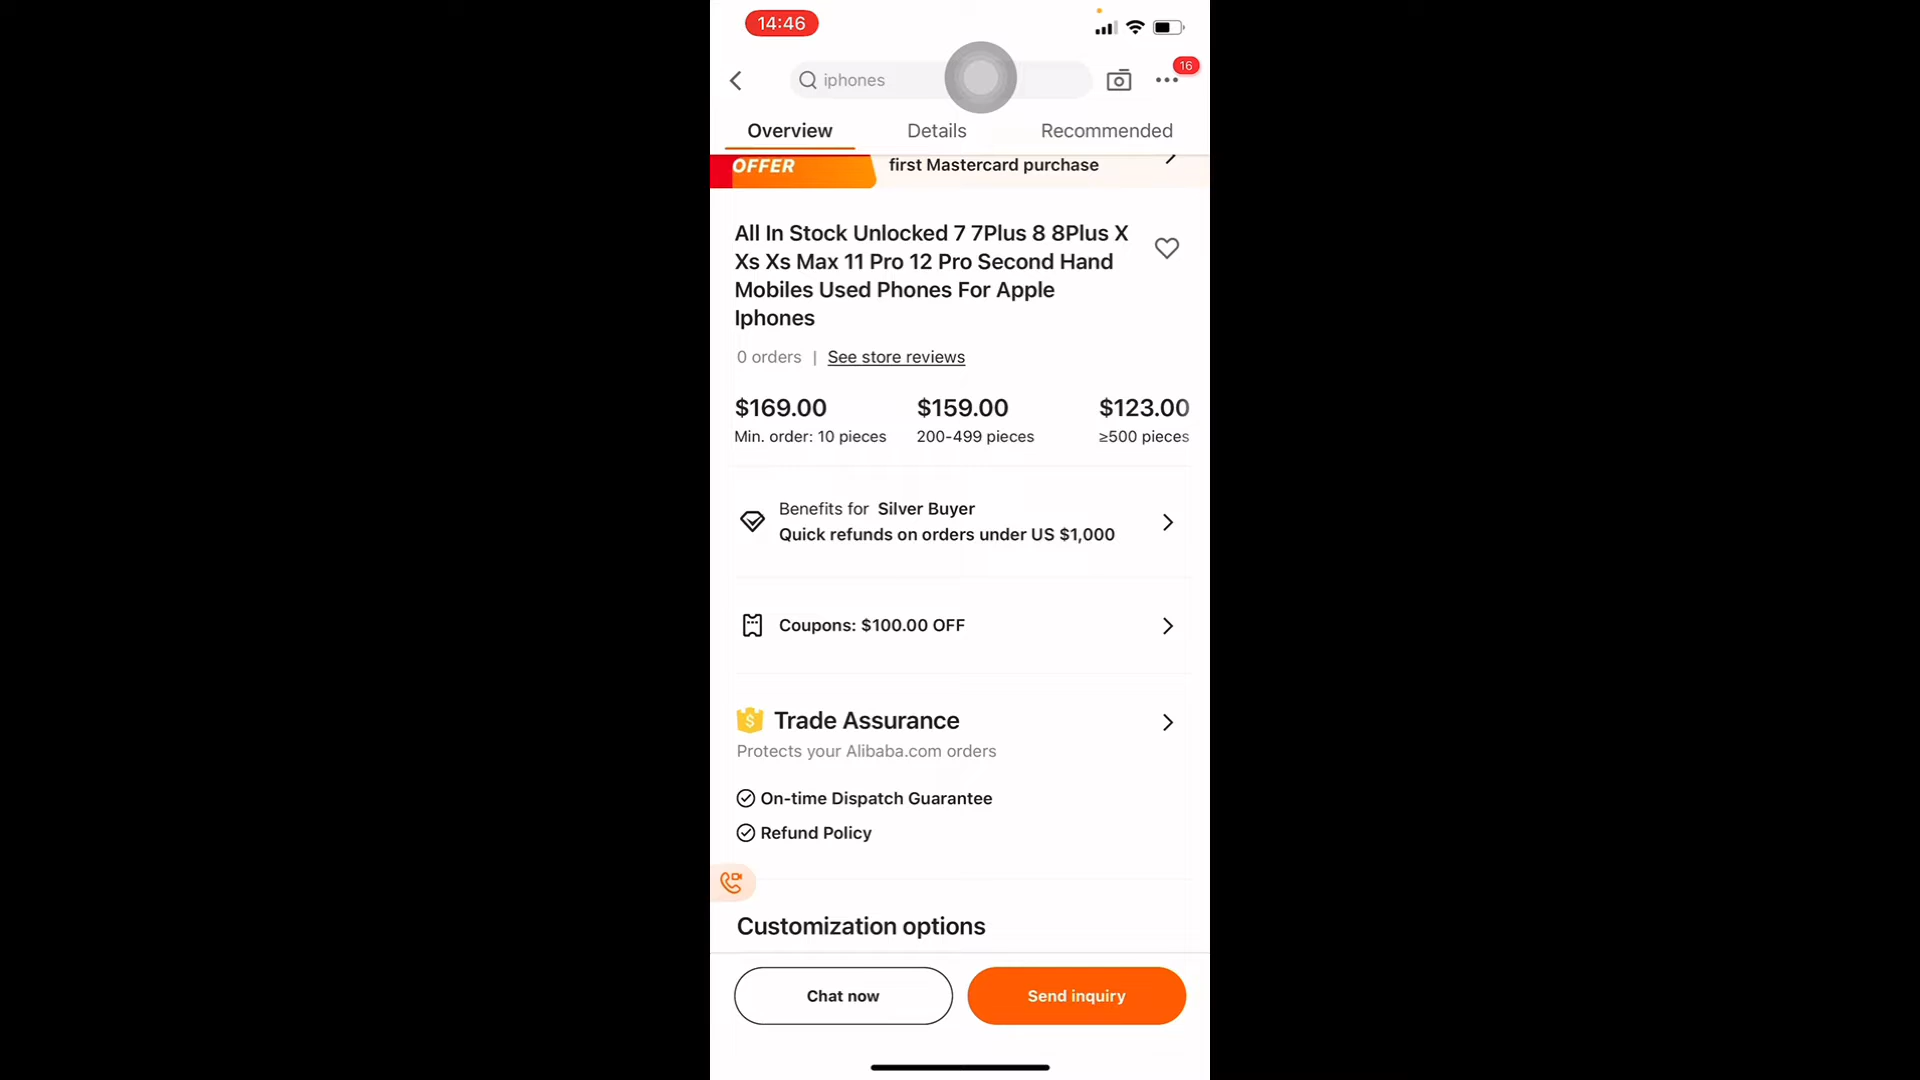 14:46
16
iphones
Overview Details Recommended
OFFER first Mastercard purchase
All In Stock Unlocked 7 7Plus 8 8Plus X
Xs Xs Max 11 Pro 12 Pro Second Hand
Mobiles Used Phones For Apple
Iphones
0 orders | See store reviews
$169.00 $159.00 $123.00
Min. order: 10 pieces 200-499 pieces ≥500 pieces
Benefits for Silver Buyer
Quick refunds on orders under US $1,000
Coupons: $100.00 OFF
$ Trade Assurance
Protects your Alibaba.com orders
On-time Dispatch Guarantee
Refund Policy
Customization options
Chat now Send inquiry